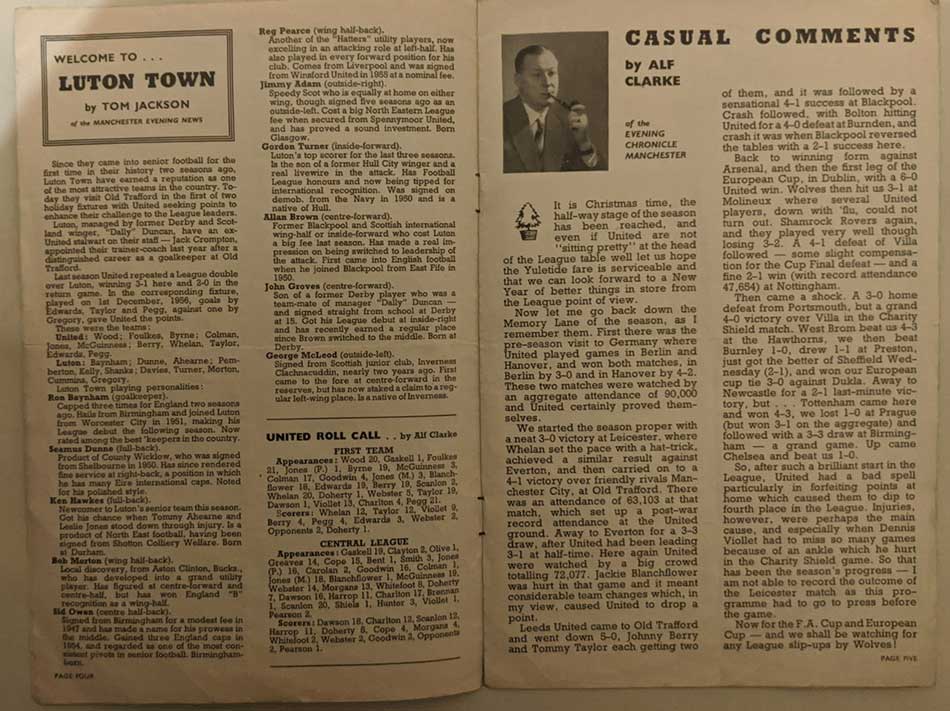 WELCOME TO . . .
LUTON TOWN
by TOM JACKSON
of the MANCHESTER EVENING NEWS
Since they came into senior football for the
first time in their history two seasons ago,
Luton Town have earned a reputation as one
of the most attractive teams in the country. To-
day they visit Old Trafford in the first of two
holiday fixtures with United seeking points to
enhance their challenge to the League leaders.
Luton, managed by former Derby and Scot-
land winger, "Dally" Duncan, have an ex-
United stalwart on their staff — Jack Crompton,
appointed their trainer-coach last year after a
distinguished career as a goalkeeper at Old
Trafford.
Last season United repeated a League double
over Luton, winning 3-1 here and 2-0 in the
return game. In the corresponding fixture,
played on 1st December, 1956, goals by
Edwards, Taylor and Pegg, against one by
Gregory, gave United the points.
These were the teams:
United: Wood; Foulkes, Byrne; Colman,
Jones, McGuinness; Berry, Whelan, Taylor,
Edwards, Pegg.
Luton: Baynham; Dunne, Ahearne; Pem-
berton, Kelly, Shanks; Davies, Turner, Morton,
Cummins, Gregory.
Luton Town playing personalities:
Ron Baynham (goalkeeper).
Capped three times for England two seasons
ago. Hails from Birmingham and joined Luton
from Worcester City in 1951, making his
League debut the following season. Now
rated among the best 'keepers in the country.
Seamus Dunne (full-back).
Product of County Wicklow, who was signed
from Shelbourne in 1950. Has since rendered
fine service at right-back, a position in which
he has many Eire international caps. Noted
for his polished style.
Ken Hawkes (full-back).
Newcomer to Luton's senior team this season.
Got his chance when Tommy Ahearne and
Leslie Jones stood down through injury. Is a
product of North East football, having been
signed from Shotton Colliery Welfare. Born
at Durham.
Bob Morton (wing half-back).
Local discovery, from Aston Clinton, Bucks.,
who has developed into a grand utility
player. Has figured at centre-forward and
centre-half, but has won England "B"
recognition as a wing-half.
Sid Owen (centre half-back).
Signed from Birmingham for a modest fee in
1947 and has made a name for his prowess in
the middle. Gained three England caps in
1954, and regarded as one of the most con-
sistent pivots in senior football. Birmingham-
born.
PAGE FOUR
Reg Pearce (wing half-back).
Another of the "Hatters" utility players, now
excelling in an attacking role at left-half. Has
also played in every forward position for his
club. Comes from Liverpool and was signed
from Winsford United in 1955 at a nominal fee.
Jimmy Adam (outside-right).
Speedy Scot who is equally at home on either
wing, though signed five seasons ago as an
outside-left. Cost a big North Eastern League
fee when secured from Spennymoor United,
and has proved a sound investment. Born
Glasgow.
Gordon Turner (inside-forward).
Luton's top scorer for the last three seasons.
Is the son of a former Hull City winger and a
real livewire in the attack. Has Football
League honours and now being tipped for
international recognition. Was signed on
demob. from the Navy in 1950 and is a
native of Hull.
Allan Brown (centre-forward).
Former Blackpool and Scottish international
wing-half or inside-forward who cost Luton
a big fee last season. Has made a real im-
pression on being switched to leadership of
the attack. First came into English football
when he joined Blackpool from East Fife in
1950.
John Groves (centre-forward).
Son of a former Derby player who was a
team-mate of manager "Dally" Duncan —
and signed straight from school at Derby
at 15. Got his League debut at inside-right
and has recently earned a regular place
since Brown switched to the middle. Born at
Derby.
George McLeod (outside-left).
Signed from Scottish junior club, Inverness
Clachnacuddin, nearly two years ago. First
came to the fore at centre-forward in the
reserves, but has now staked a claim to a reg-
ular left-wing place. Is a native of Inverness.
UNITED ROLL CALL . . by Alf Clarke
FIRST TEAM
Appearances: Wood 20, Gaskell 1, Foulkes
21, Jones (P.) 1, Byrne 19, McGuinness 3,
Colman 17, Goodwin 4, Jones (M.) 3, Blanch-
flower 18, Edwards 19, Berry 19, Scanlon 2,
Whelan 20, Doherty 1, Webster 5, Taylor 19,
Dawson 1, Viollet 15, Charlton 4, Pegg 21.
Scorers: Whelan 12, Taylor 12, Viollet 9,
Berry 4, Pegg 4, Edwards 3, Webster 2,
Opponents 2, Doherty 1.
CENTRAL LEAGUE
Appearances: Gaskell 19, Clayton 2, Olive 1,
Greaves 14, Cope 15, Bent 1, Smith 3, Jones
(P.) 16, Carolan 2, Goodwin 16, Colman 1,
Jones (M.) 18, Blanchflower 1, McGuinness 19,
Webster 14, Morgans 13, Whitefoot 8, Doherty
7, Dawson 16, Harrop 11, Charlton 17, Brennan
1, Scanlon 20, Shiels 1, Hunter 3, Viollet 1,
Pearson 2.
Scorers: Dawson 18, Charlton 12, Scanlon 12,
Harrop 11, Doherty 6, Cope 4, Morgans 4,
Whitefoot 2, Webster 2, Goodwin 2, Opponents
2, Pearson 1.
CASUAL COMMENTS
by ALF
CLARKE
of the
EVENING
CHRONICLE
MANCHESTER
It is Christmas time, the
half-way stage of the season
has been reached, and
even if United are not
"sitting pretty" at the head
of the League table well let us hope
the Yuletide fare is serviceable and
that we can look forward to a New
Year of better things in store from
the League point of view.
Now let me go back down the
Memory Lane of the season, as I
remember them. First there was the
pre-season visit to Germany where
United played games in Berlin and
Hanover, and won both matches, in
Berlin by 3-0 and in Hanover by 4-2.
These two matches were watched by
an aggregate attendance of 90,000
and United certainly proved them-
selves.
We started the season proper with
a neat 3-0 victory at Leicester, where
Whelan set the pace with a hat-trick,
achieved a similar result against
Everton, and then carried on to a
4-1 victory over friendly rivals Man-
chester City, at Old Trafford. There
was an attendance of 63,103 at that
match, which set up a post-war
record attendance at the United
ground. Away to Everton for a 3-3
draw, after United had been leading
3-1 at half-time. Here again United
were watched by a big crowd
totalling 72,077. Jackie Blanchflower
was hurt in that game and it meant
considerable team changes which, in
my view, caused United to drop a
point.
Leeds United came to Old Trafford
and went down 5-0, Johnny Berry
and Tommy Taylor each getting two
of them, and it was followed by a
sensational 4-1 success at Blackpool.
Crash followed, with Bolton hitting
United for a 4-0 defeat at Burnden, and
crash it was when Blackpool reversed
the tables with a 2-1 success here.
Back to winning form against
Arsenal, and then the first leg of the
European Cup, in Dublin, with a 6-0
United win. Wolves then hit us 3-1 at
Molineux where several United
players, down with 'flu, could not
turn out. Shamrock Rovers again,
and they played very well though
losing 3-2. A 4-1 defeat of Villa
followed — some slight compensa-
tion for the Cup Final defeat — and a
fine 2-1 win (with record attendance
47,654) at Nottingham.
Then came a shock. A 3-0 home
defeat from Portsmouth, but a grand
4-0 victory over Villa in the Charity
Shield match. West Brom beat us 4-3
at the Hawthorns, we then beat
Burnley 1-0, drew 1-1 at Preston,
just got the better of Sheffield Wed-
nesday (2-1), and won our European
cup tie 3-0 against Dukla. Away to
Newcastle for a 2-1 last-minute vic-
tory, but . . . Tottenham came here
and won 4-3, we lost 1-0 at Prague
(but won 3-1 on the aggregate) and
followed with a 3-3 draw at Birming-
ham — a grand game. Up came
Chelsea and beat us 1-0.
So, after such a brilliant start in the
League, United had a bad spell
particularly in forfeiting points at
home which caused them to dip to
fourth place in the League. Injuries,
however, were perhaps the main
cause, and especially when Dennis
Viollet had to miss so many games
because of an ankle which he hurt
in the Charity Shield game. So that
has been the season's progress — I
am not able to record the outcome of
the Leicester match as this pro-
gramme had to go to press before
the game.
Now for the F.A. Cup and European
Cup — and we shall be watching for
any League slip-ups by Wolves!
PAGE FIVE